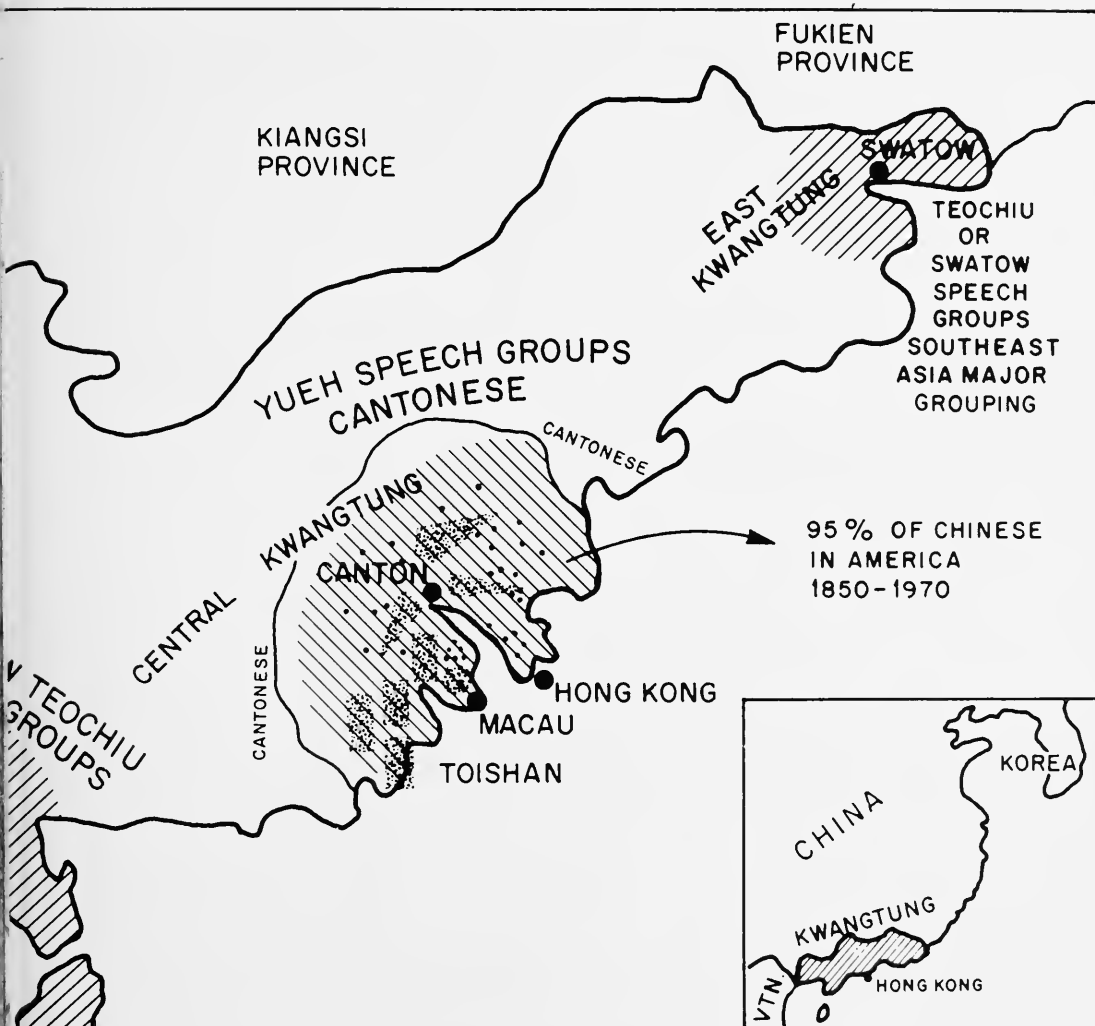 FUKIEN
PROVINCE
KIANGSI
PROVINCE
SWATOW
EAST
KWANGTUNG
TEOCHIU
OR
SWATOW
SPEECH
GROUPS
SOUTHEAST
ASIA MAJOR
GROUPING
YUEH SPEECH GROUPS
CANTONESE
CANTONESE
CENTRAL KWANGTUNG
95% OF CHINESE
IN AMERICA
1850-1970
CANTON
CANTONESE
HONG KONG
MACAU
TOISHAN
TEOCHIU
GROUPS
KOREA
CHINA
KWANGTUNG
HONG KONG
VTN.